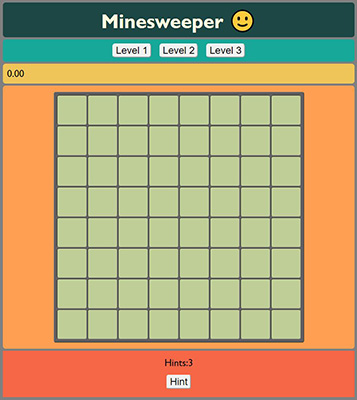 Minesweeper 🙂
Level 1 Level 2 Level 3
0.00
Hints:3
Hint